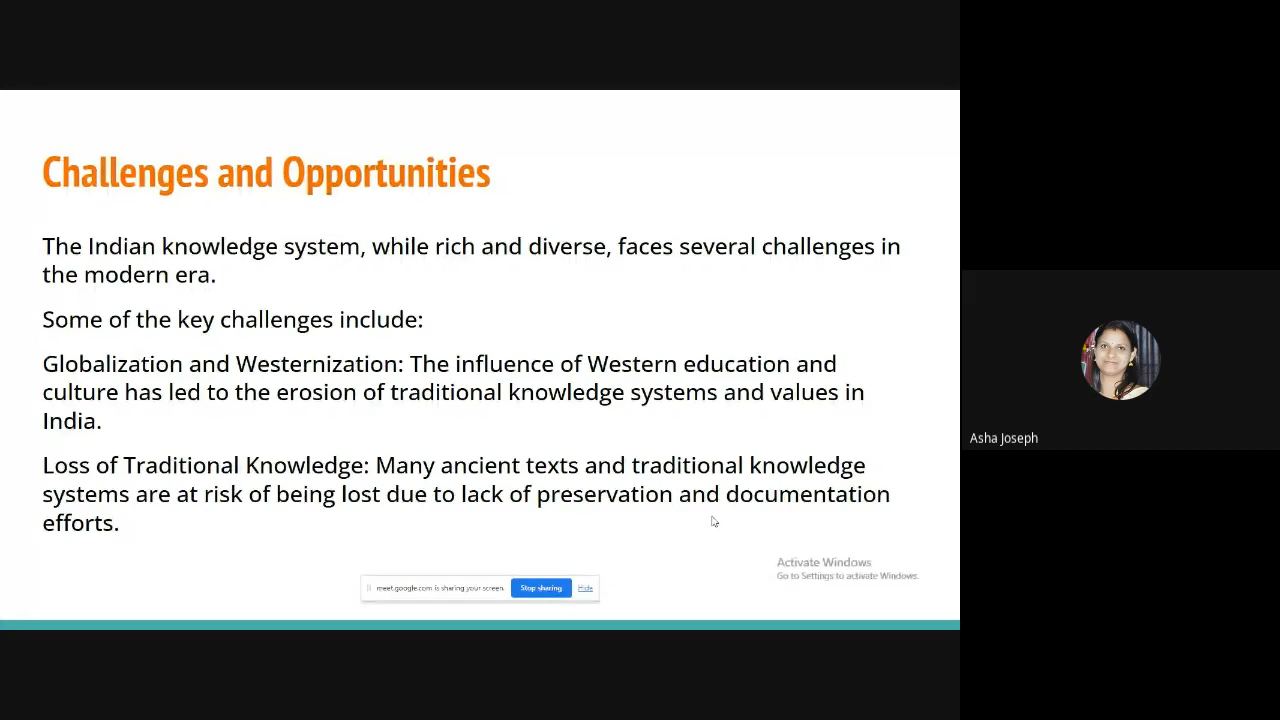 Challenges and Opportunities
The Indian knowledge system, while rich and diverse, faces several challenges in
the modern era.
Some of the key challenges include:
Globalization and Westernization: The influence of Western education and
culture has led to the erosion of traditional knowledge systems and values in
India.
Loss of Traditional Knowledge: Many ancient texts and traditional knowledge
systems are at risk of being lost due to lack of preservation and documentation
efforts.
Activate Windows
Go to Settings to activate Windows.
meet.google.com is sharing your screen. Stop sharing Hide
Asha Joseph